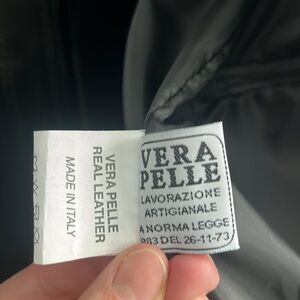 VERA PELLE
REAL LEATHER
MADE IN ITALY
VERA
PELLE
LAVORAZIONE
ARTIGIANALE
A NORMA LEGGE
883 DEL 26-11-73